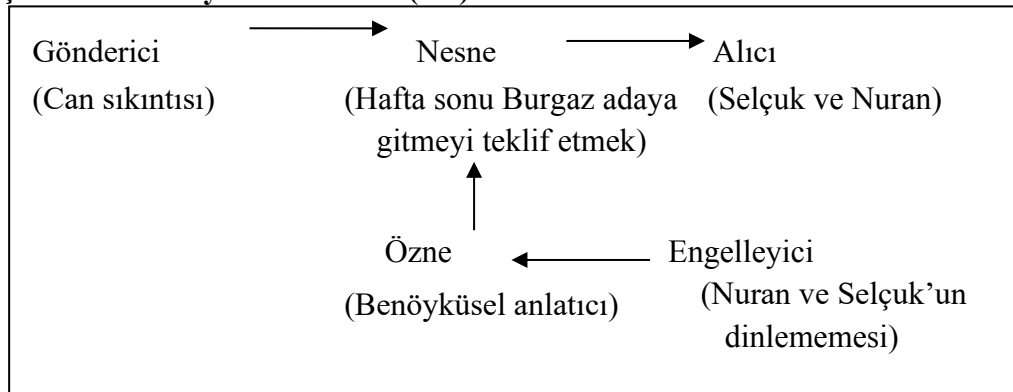 Gönderici Nesne Alıcı
(Can sıkıntısı) (Hafta sonu Burgaz adaya (Selçuk ve Nuran)
gitmeyi teklif etmek)
Özne Engelleyici
(Benöyküsel anlatıcı) (Nuran ve Selçuk’un
dinlememesi)